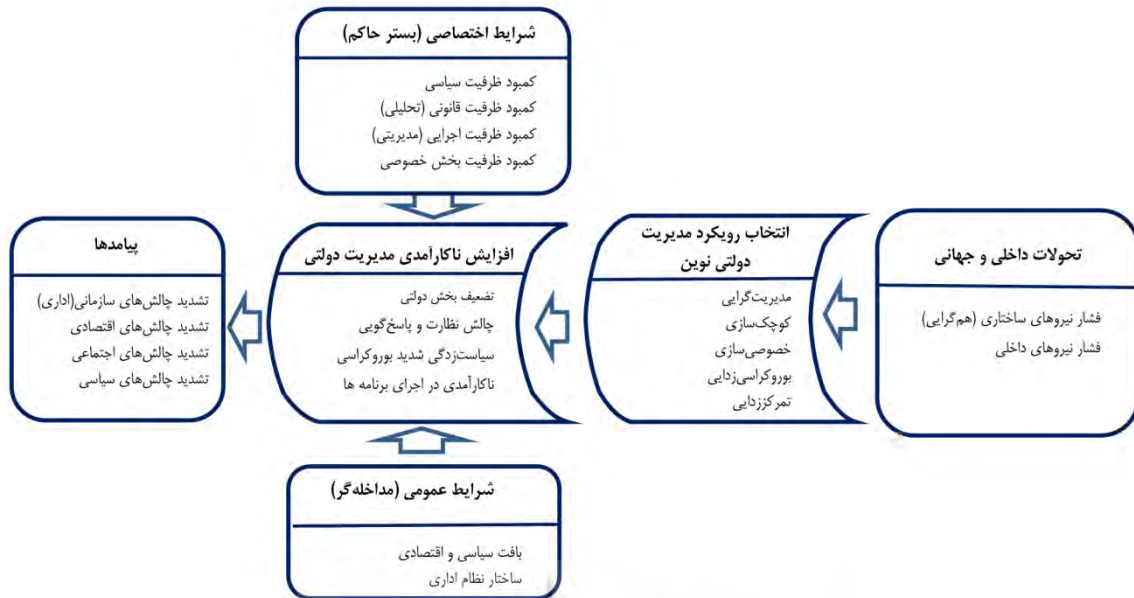 شرایط اختصاصی (بستر حاکم)
کمبود ظرفیت سیاسی
کمبود ظرفیت قانونی (تحلیلی)
کمبود ظرفیت اجرایی (مدیریتی)
کمبود ظرفیت بخش خصوصی
تحولات داخلی و جهانی
فشار نیروهای ساختاری (هم‌گرایی)
فشار نیروهای داخلی
انتخاب رویکرد مدیریت
دولتی نوین
مدیریت‌گرایی
کوچک‌سازی
خصوصی‌سازی
بوروکراسی‌زدایی
تمرکززدایی
افزایش ناکارآمدی مدیریت دولتی
تضعیف بخش دولتی
چالش نظارت و پاسخ‌گویی
سیاست‌زدگی شدید بوروکراسی
ناکارآمدی در اجرای برنامه ها
پیامدها
تشدید چالش‌های سازمانی(اداری)
تشدید چالش‌های اقتصادی
تشدید چالش‌های اجتماعی
تشدید چالش‌های سیاسی
شرایط عمومی (مداخله‌گر)
بافت سیاسی و اقتصادی
ساختار نظام اداری